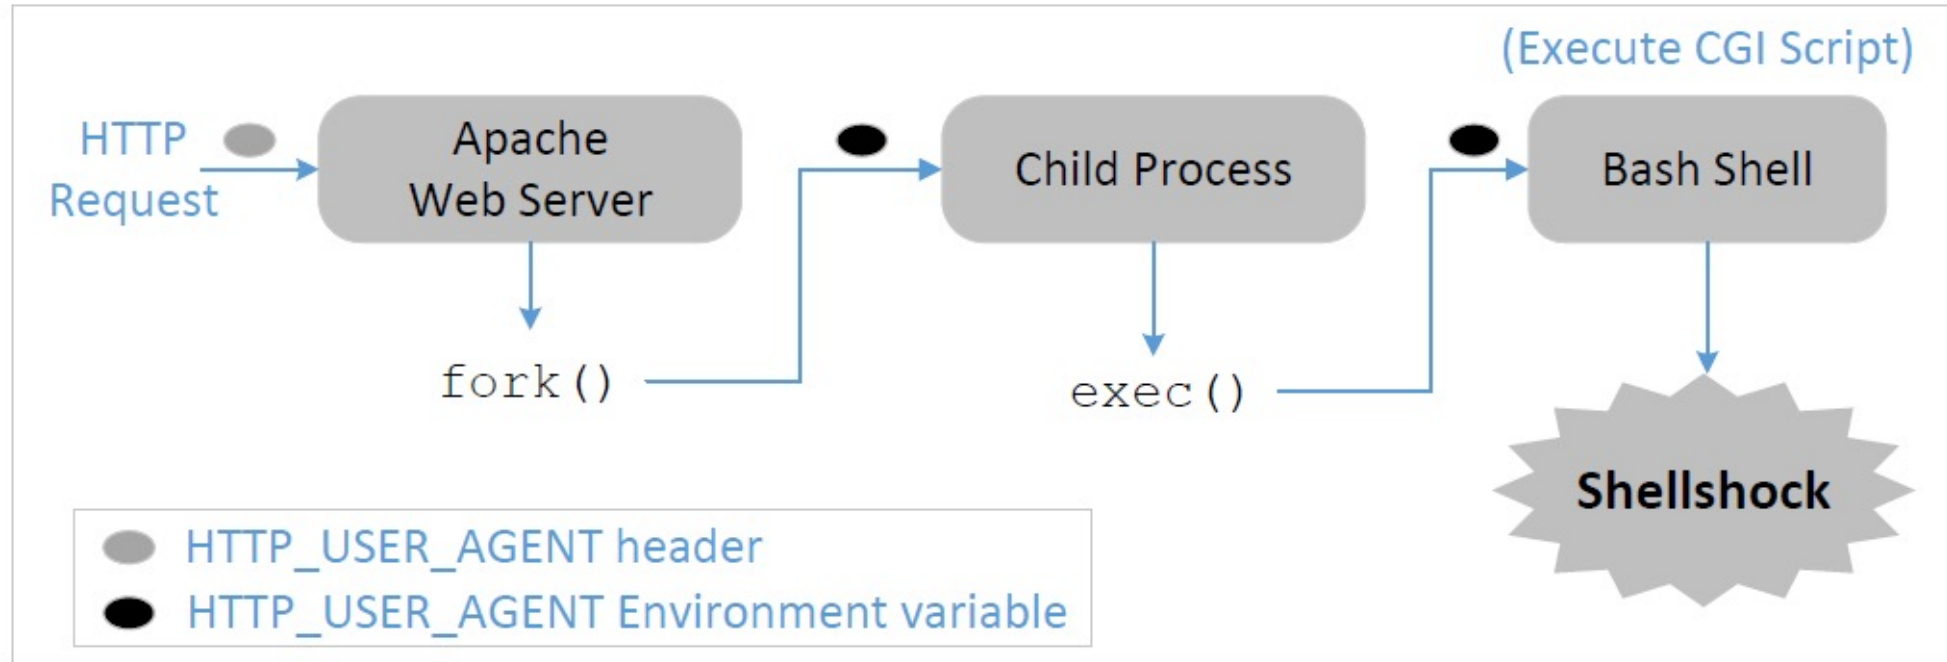 (Execute CGI Script)
HTTP
Request
Apache
Web Server
Child Process
Bash Shell
fork()
exec()
Shellshock
HTTP_USER_AGENT header
HTTP_USER_AGENT Environment variable